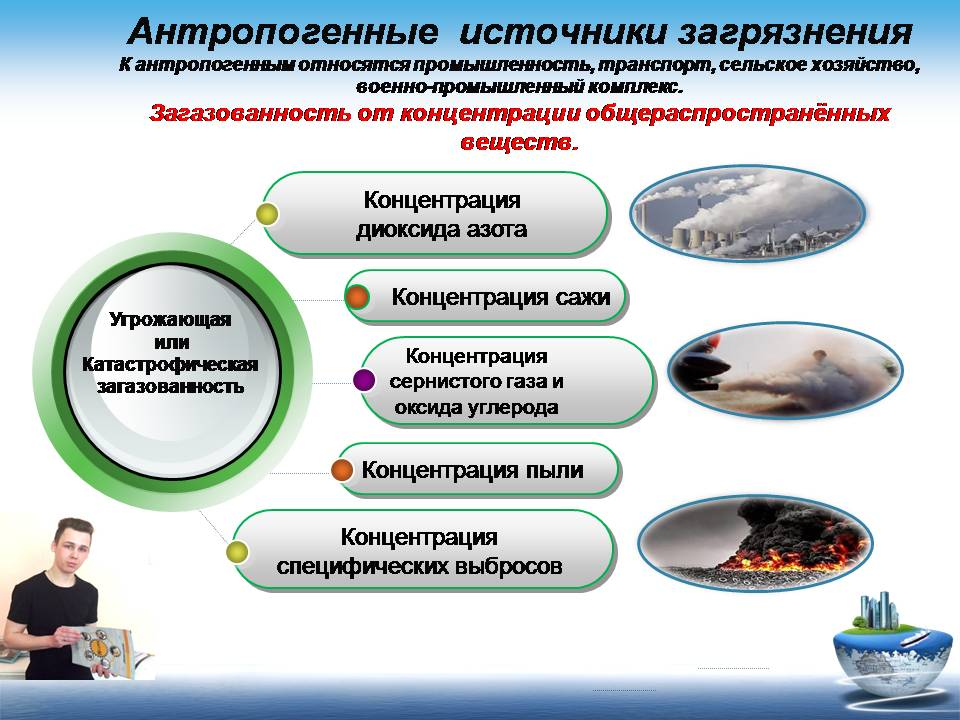 Антропогенные источники загрязнения
К антропогенным относятся промышленность, транспорт, сельское хозяйство,
военно-промышленный комплекс.
Загазованность от концентрации общераспространённых
веществ.
Концентрация
диоксида азота
Концентрация сажи
Угрожающая
или
Катастрофическая
загазованность
Концентрация
сернистого газа и
оксида углерода
Концентрация пыли
Концентрация
специфических выбросов